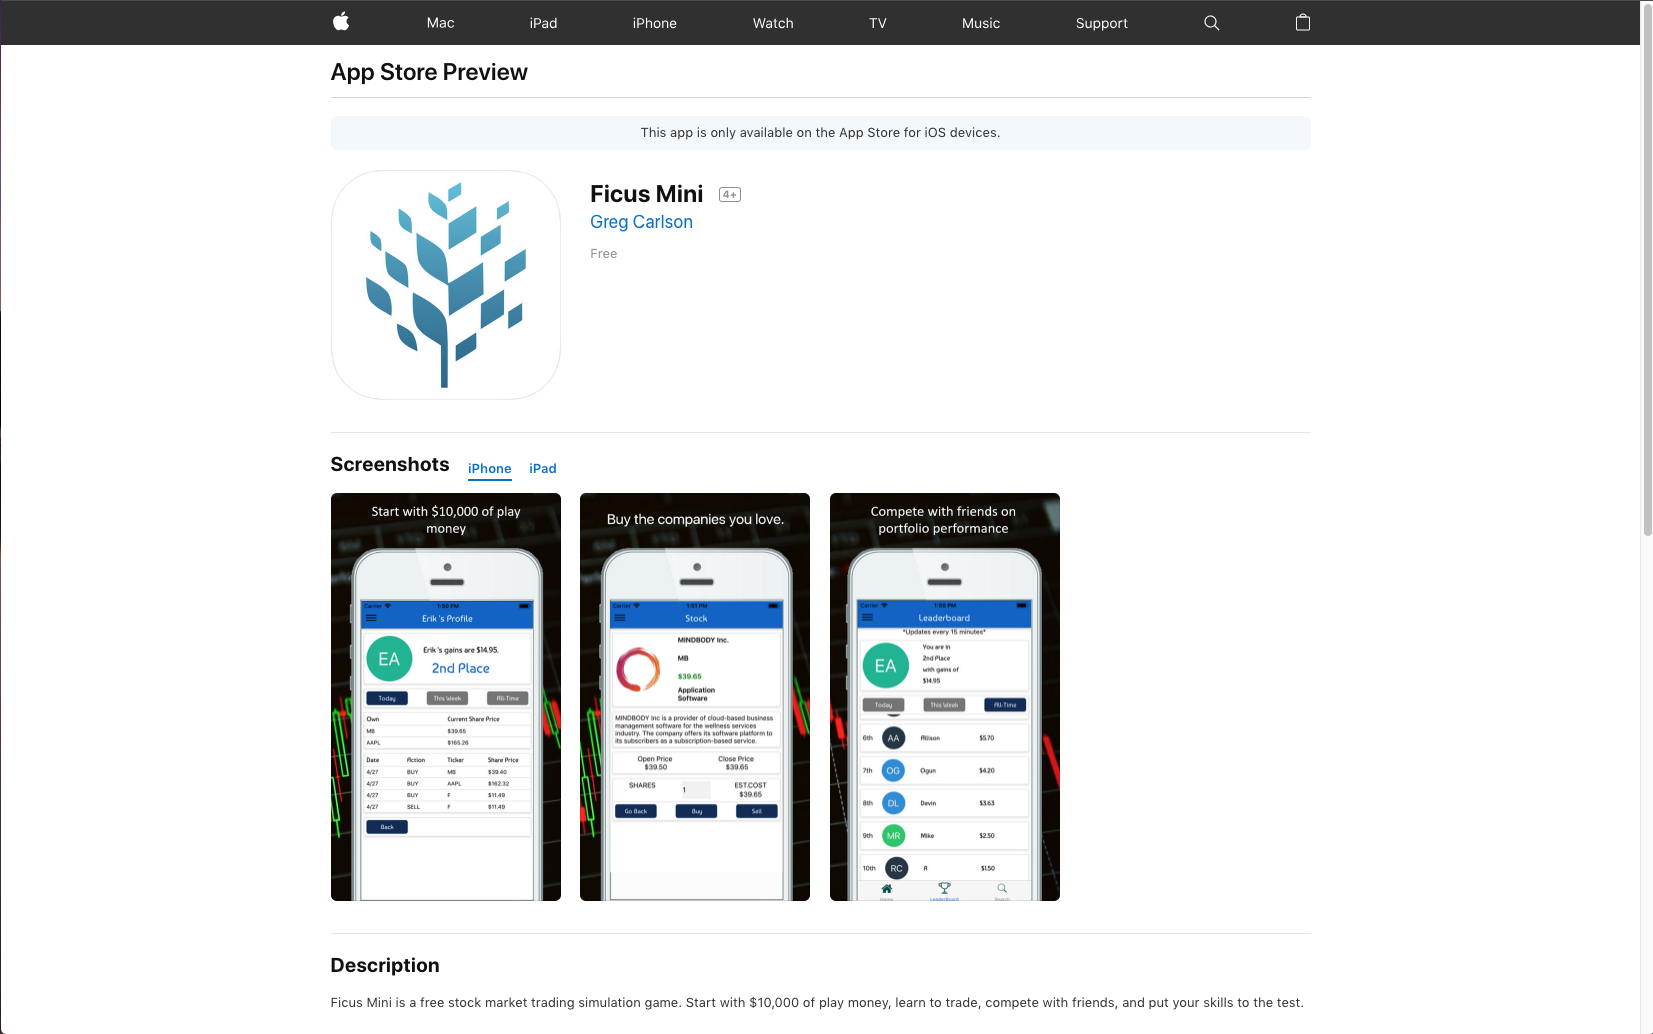 Mac iPad iPhone Watch TV Music Support
App Store Preview
This app is only available on the App Store for iOS devices.
Ficus Mini 4+
Greg Carlson
Free
Screenshots iPhone iPad
Start with $10,000 of play
money
Carrier 1:50 PM
Erik 's Profile
EA
Erik 's gains are $14.95.
2nd Place
Today This Week All-Time
Own Current Share Price
MB $39.65
AAPL $165.26
Date Action Ticker Share Price
4/27 BUY MB $39.40
4/27 BUY AAPL $162.32
4/27 BUY F $11.49
4/27 SELL F $11.49
Back
Buy the companies you love.
Carrier 1:51 PM
Stock
MINDBODY Inc.
MB
$39.65
Application
Software
MINDBODY Inc is a provider of cloud-based business
management software for the wellness services
industry. The company offers its software platform to
its subscribers as a subscription-based service.
Open Price Close Price
$39.50 $39.65
SHARES 1 EST.COST
$39.65
Go Back Buy Sell
Compete with friends on
portfolio performance
Carrier 1:50 PM
Leaderboard
*Updates every 15 minutes*
EA
You are in
2nd Place
with gains of
$14.95
Today This Week All-Time
6th AA Allison $5.70
7th OG Ogun $4.20
8th DL Devin $3.63
9th MR Mike $2.50
10th RC R $1.50
Home LeaderBoard Search
Description
Ficus Mini is a free stock market trading simulation game. Start with $10,000 of play money, learn to trade, compete with friends, and put your skills to the test.